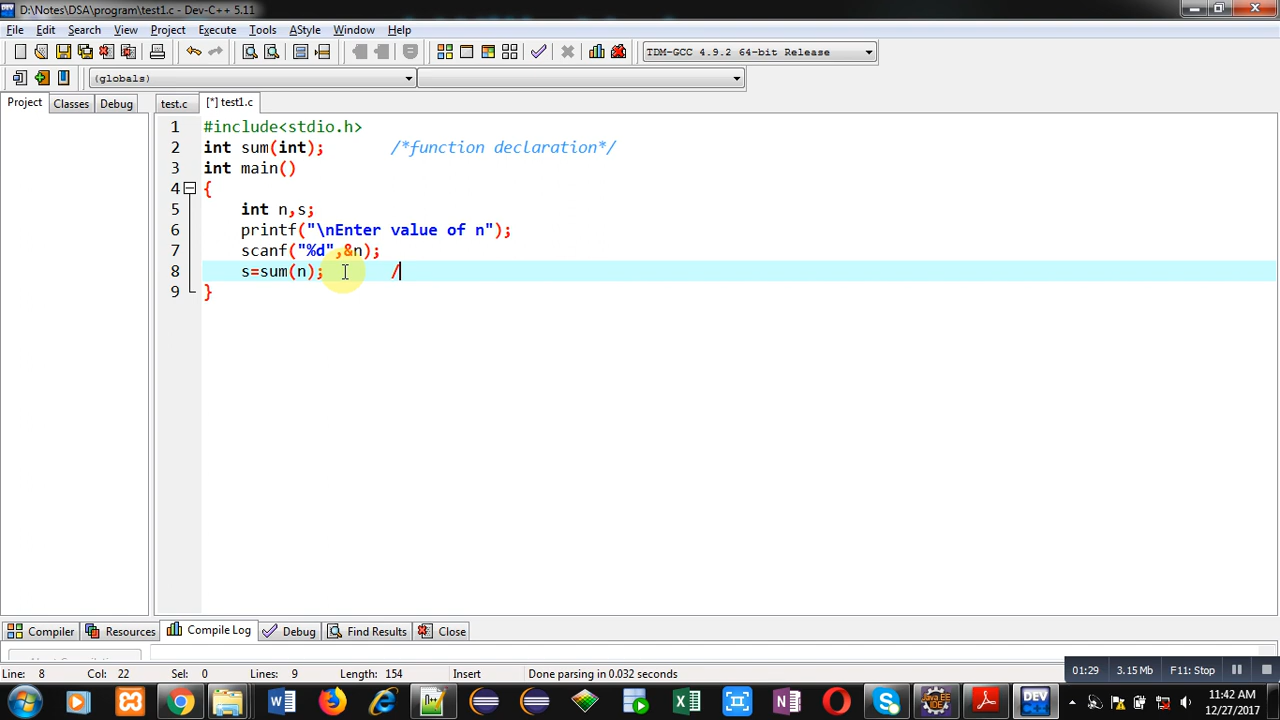 D:\Notes\DSA\program\test1.c - Dev-C++ 5.11
File Edit Search View Project Execute Tools AStyle Window Help
TDM-GCC 4.9.2 64-bit Release
(globals)
Project Classes Debug test.c [*] test1.c
1 #include<stdio.h>
2 int sum(int); /*function declaration*/
3 int main()
4 {
5 int n,s;
6 printf("\nEnter value of n");
7 scanf("%d",&n);
8 s=sum(n); /
9 }
Compiler Resources Compile Log Debug Find Results Close
Line: 8 Col: 22 Sel: 0 Lines: 9 Length: 154 Insert Done parsing in 0.032 seconds
01:29 3.15 Mb F11: Stop
11:42 AM
12/27/2017